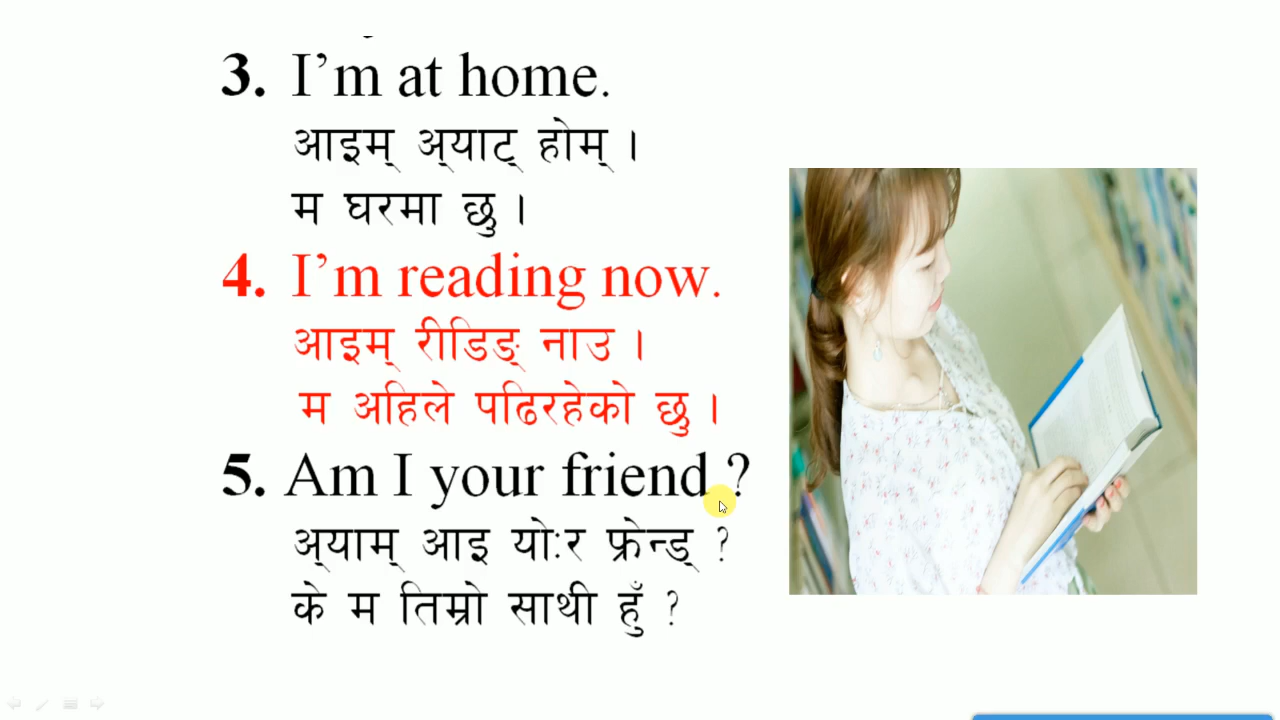 3. I’m at home.
आइम् अ्याट् होम् ।
म घरमा छु ।
4. I’m reading now.
आइम् रीडिङ् नाउ ।
म अहिले पढिरहेको छु ।
5. Am I your friend ?
अ्याम् आइ योःर फ्रेन्ड् ?
के म तिम्रो साथी हुँ ?